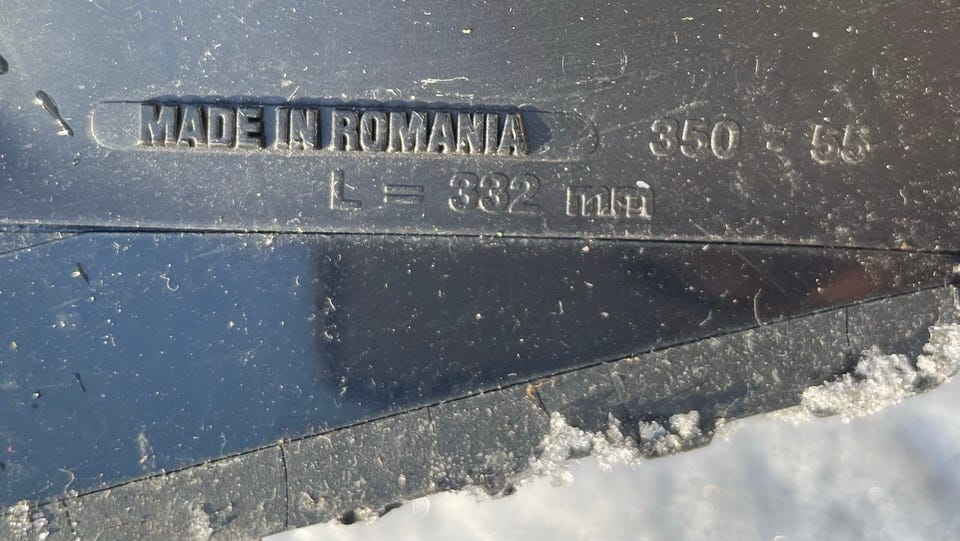 MADE IN ROMANIA 350 - 55
L = 332 mm